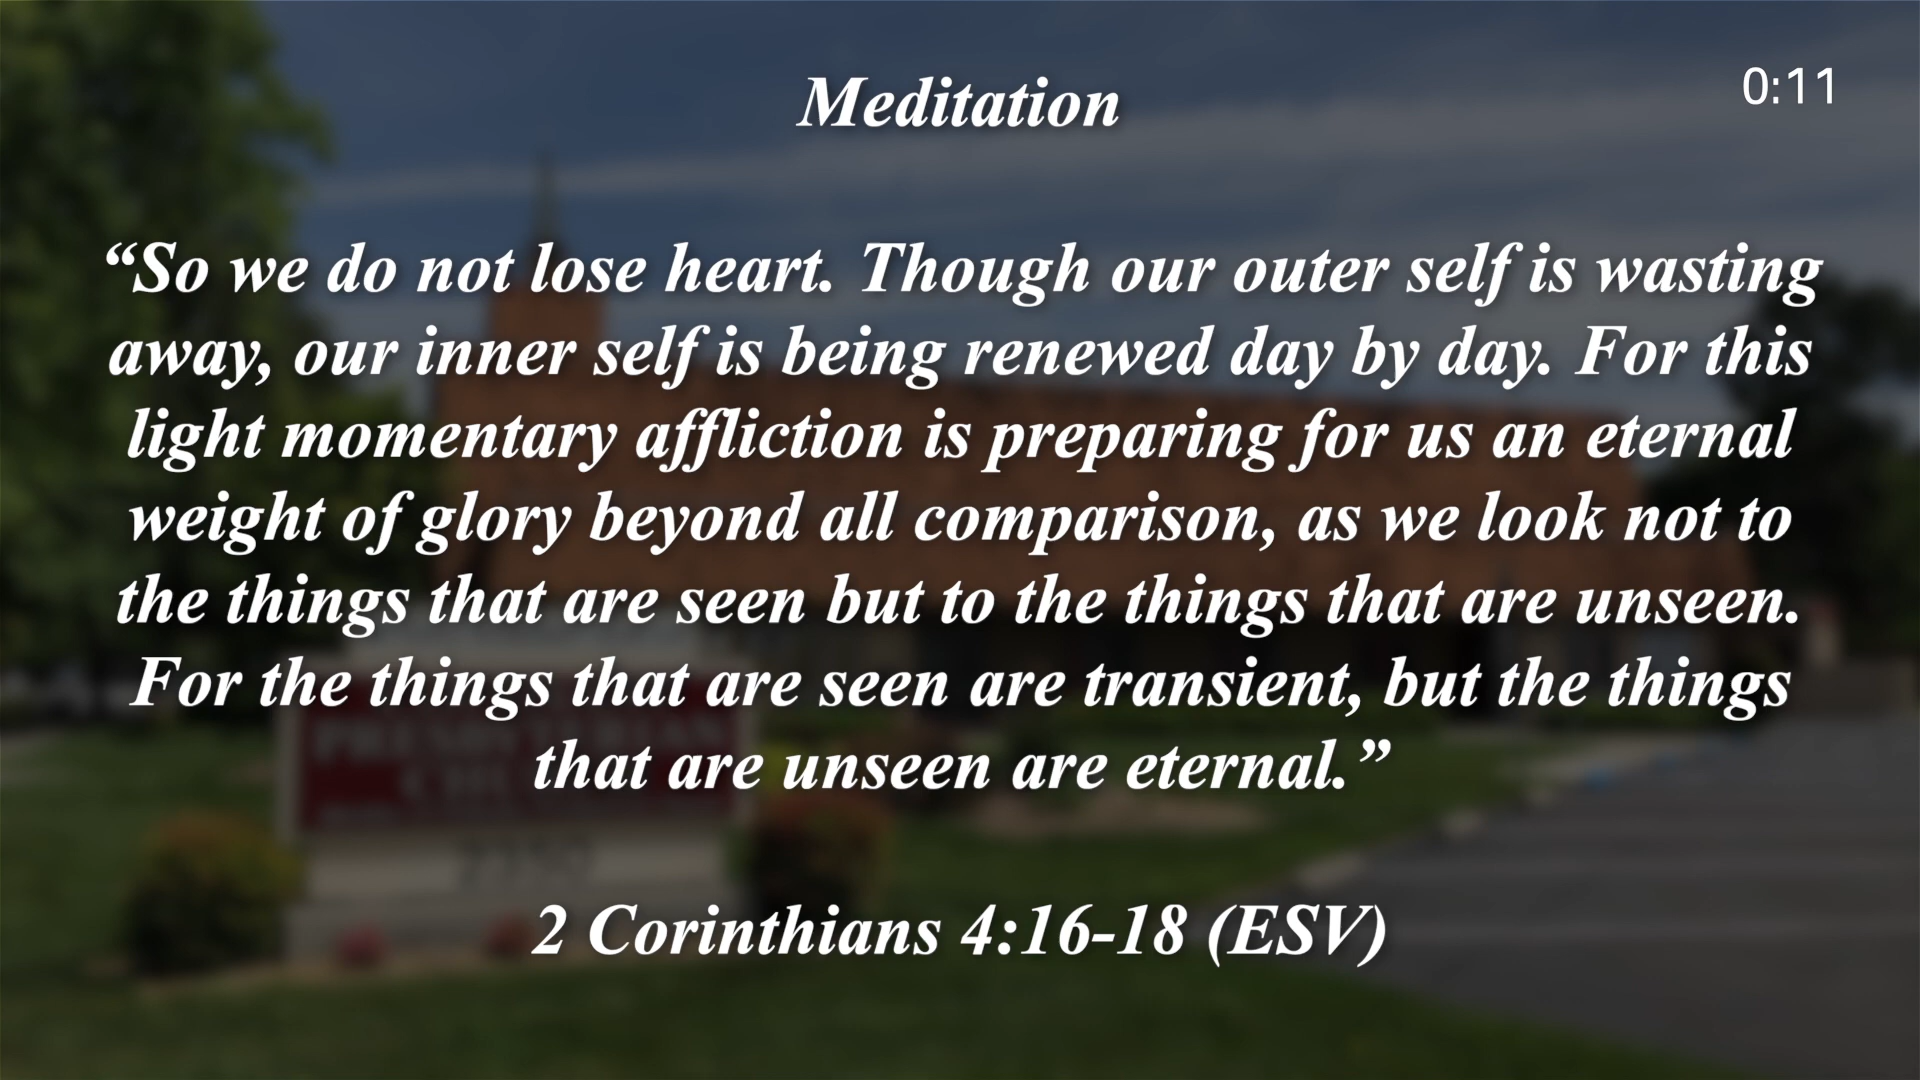 Meditation
0:11
“So we do not lose heart. Though our outer self is wasting
away, our inner self is being renewed day by day. For this
light momentary affliction is preparing for us an eternal
weight of glory beyond all comparison, as we look not to
the things that are seen but to the things that are unseen.
For the things that are seen are transient, but the things
that are unseen are eternal.”
2 Corinthians 4:16-18 (ESV)
PRESBYTERIAN